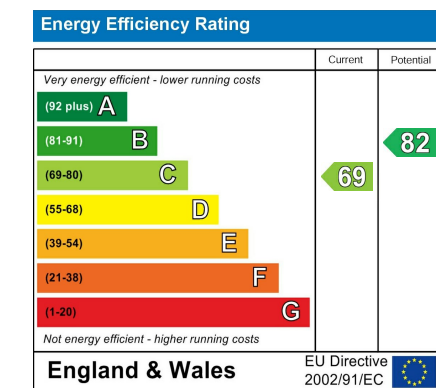 Energy Efficiency Rating
Current Potential
Very energy efficient - lower running costs
(92 plus) A
(81-91) B 82
(69-80) C 69
(55-68) D
(39-54) E
(21-38) F
(1-20) G
Not energy efficient - higher running costs
England & Wales
EU Directive
2002/91/EC